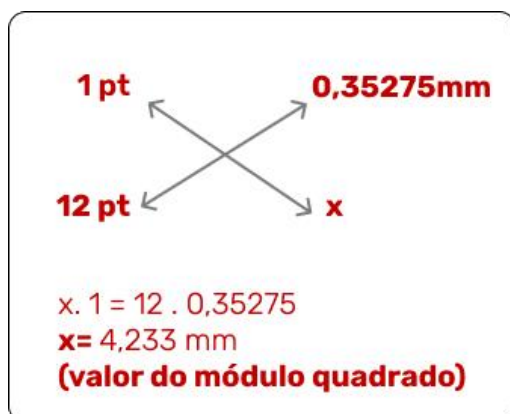 1 pt 0,35275mm
12 pt x
x. 1 = 12 . 0,35275
x= 4,233 mm
(valor do módulo quadrado)